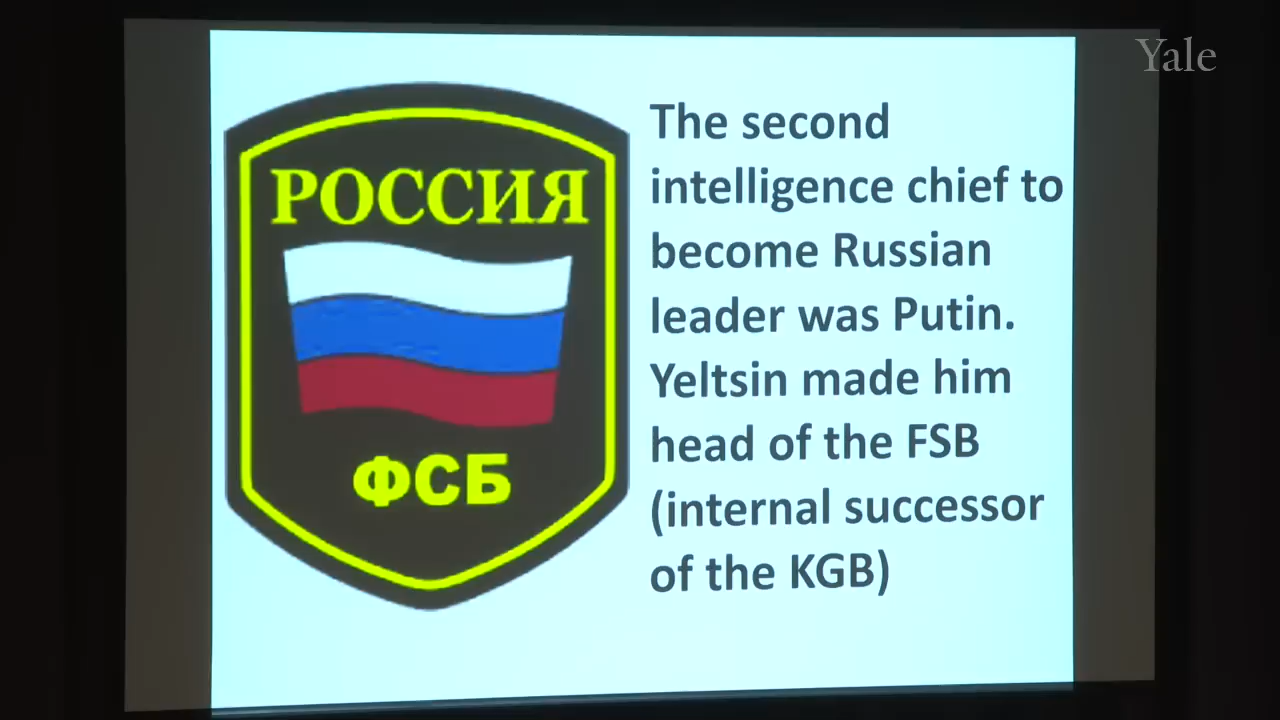 Yale
РОССИЯ
ФСБ
The second
intelligence chief to
become Russian
leader was Putin.
Yeltsin made him
head of the FSB
(internal successor
of the KGB)